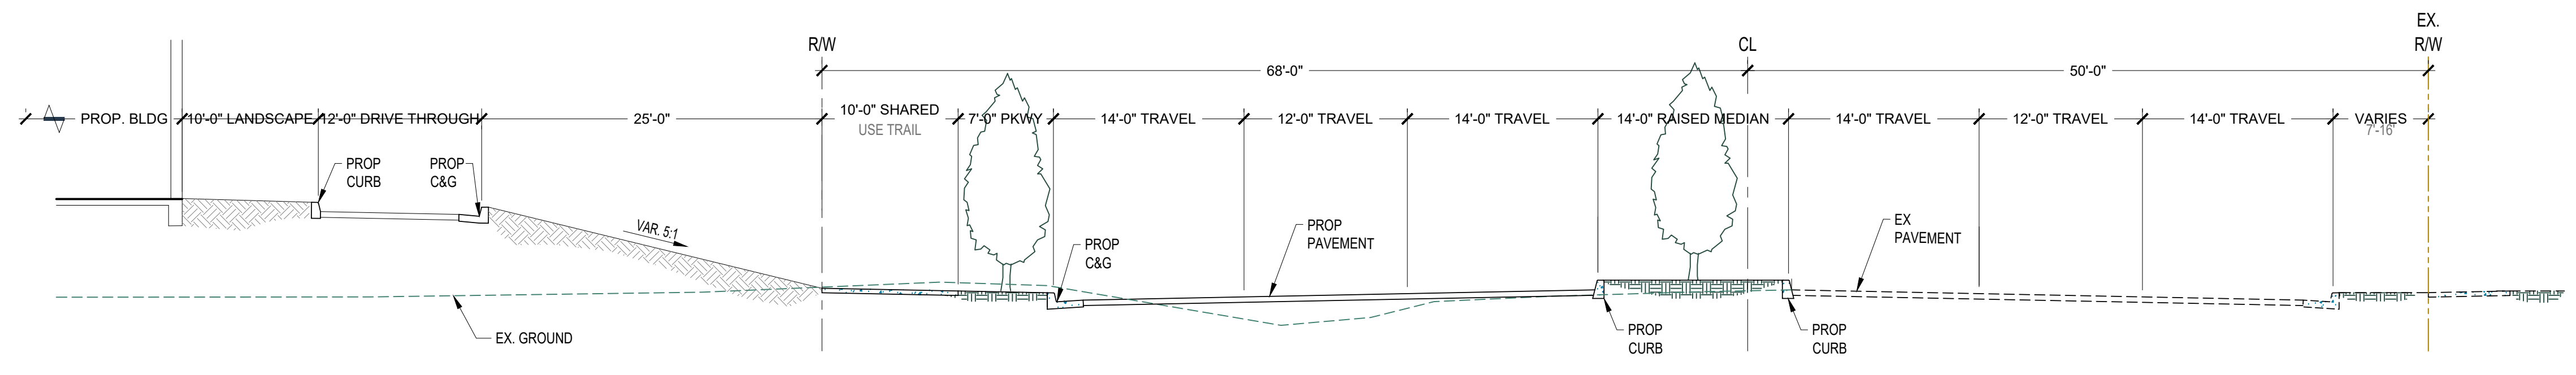 EX.
R/W CL R/W
68'-0" 50'-0"
PROP. BLDG 10'-0" LANDSCAPE 12'-0" DRIVE THROUGH 25'-0" 10'-0" SHARED 7'-0" PKWY 14'-0" TRAVEL 12'-0" TRAVEL 14'-0" TRAVEL 14'-0" RAISED MEDIAN 14'-0" TRAVEL 12'-0" TRAVEL 14'-0" TRAVEL VARIES
USE TRAIL 7'-16'
PROP
CURB
PROP
C&G
VAR. 5:1
EX. GROUND
PROP
C&G
PROP
PAVEMENT
PROP
CURB
PROP
CURB
EX
PAVEMENT